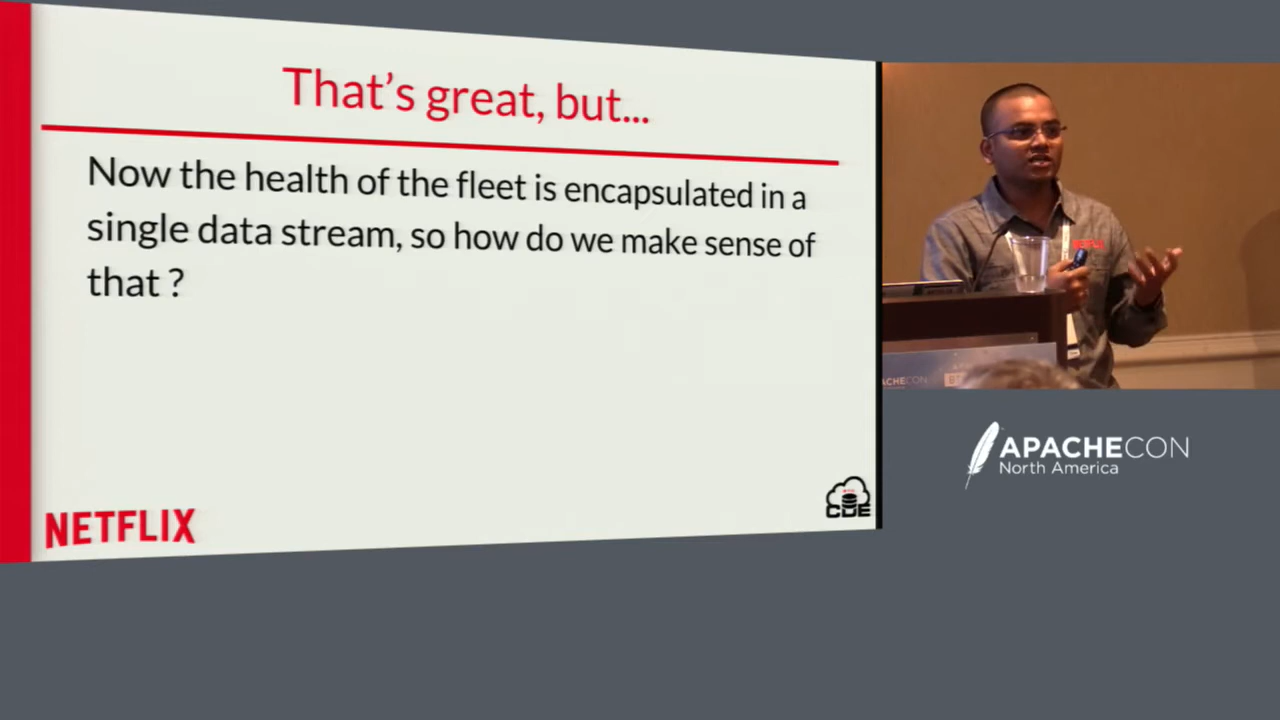 That's great, but...
Now the health of the fleet is encapsulated in a
single data stream, so how do we make sense of
that ?
NETFLIX
CDE
NETFLIX
APACHECON
North America